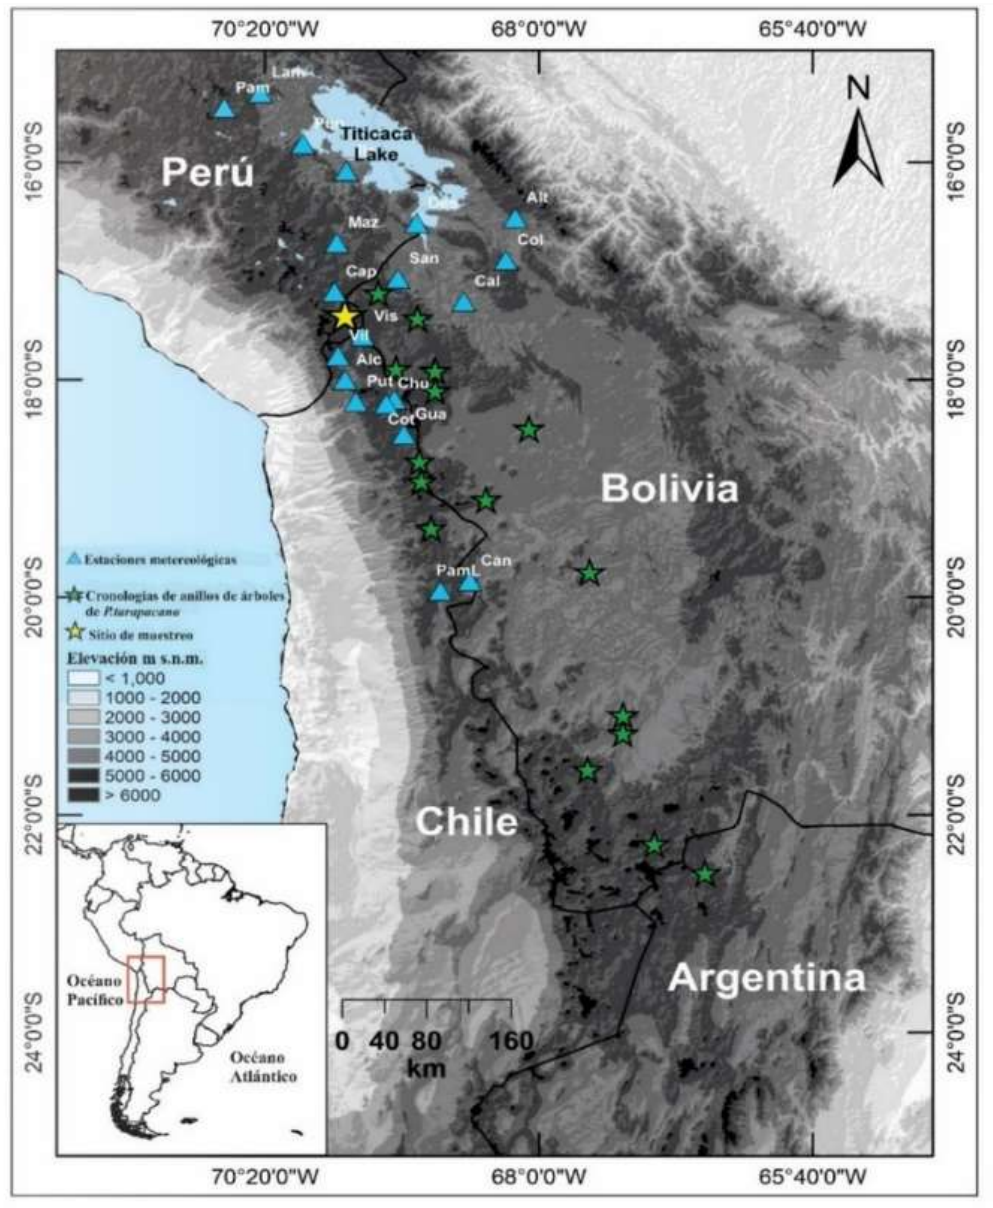 70°20'0"W 68°0'0"W 65°40'0"W
N
Lam
Pam
Titicaca
Lake
Perú
16°0'0"S 16°0'0"S
Alt
Maz
Col
San
Cap
Cal
Vis
Vil
Alc
18°0'0"S 18°0'0"S
Put Chu
Cot Gua
Bolivia
Can
PamL
Estaciones metereológicas
Cronologías de anillos de árboles
de P.tarapacana
Sitio de muestreo
20°0'0"S 20°0'0"S
Elevación m s.n.m.
< 1,000
1000 - 2000
2000 - 3000
3000 - 4000
4000 - 5000
5000 - 6000
> 6000
22°0'0"S 22°0'0"S
Chile
Argentina
Océano
Pacífico
Océano
Atlántico
0 40 80 160
km
24°0'0"S 24°0'0"S
70°20'0"W 68°0'0"W 65°40'0"W